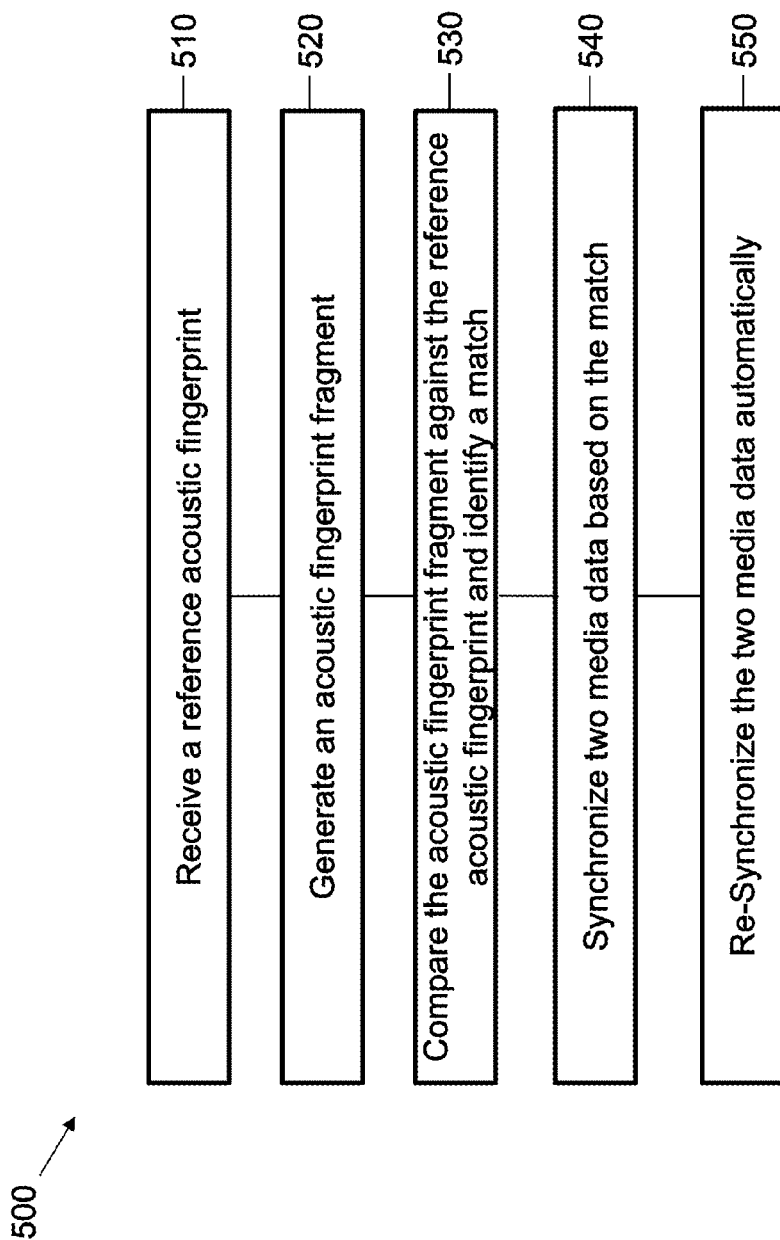 500
Receive a reference acoustic fingerprint
510
Generate an acoustic fingerprint fragment
520
Compare the acoustic fingerprint fragment against the reference
acoustic fingerprint and identify a match
530
Synchronize two media data based on the match
540
Re-Synchronize the two media data automatically
550